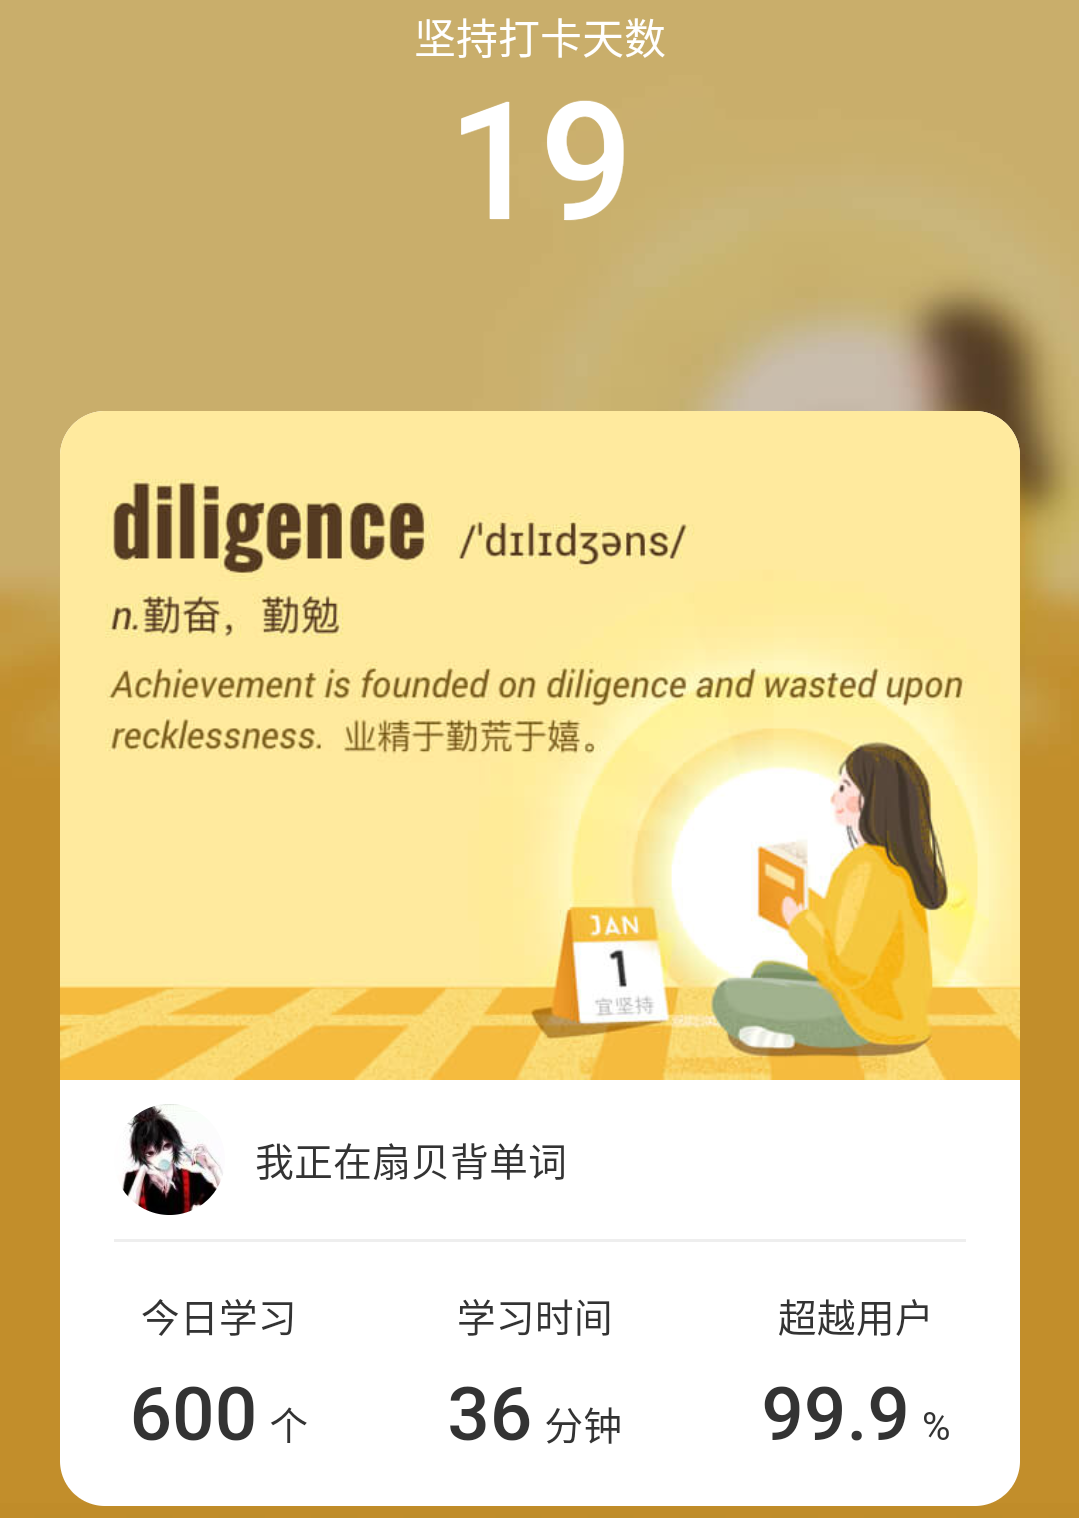 坚持打卡天数
19
diligence /ˈdɪlɪdʒəns/
n.勤奋，勤勉
Achievement is founded on diligence and wasted upon
recklessness. 业精于勤荒于嬉。
JAN
1
宜坚持
我正在扇贝背单词
今日学习 学习时间 超越用户
600 个 36 分钟 99.9 %